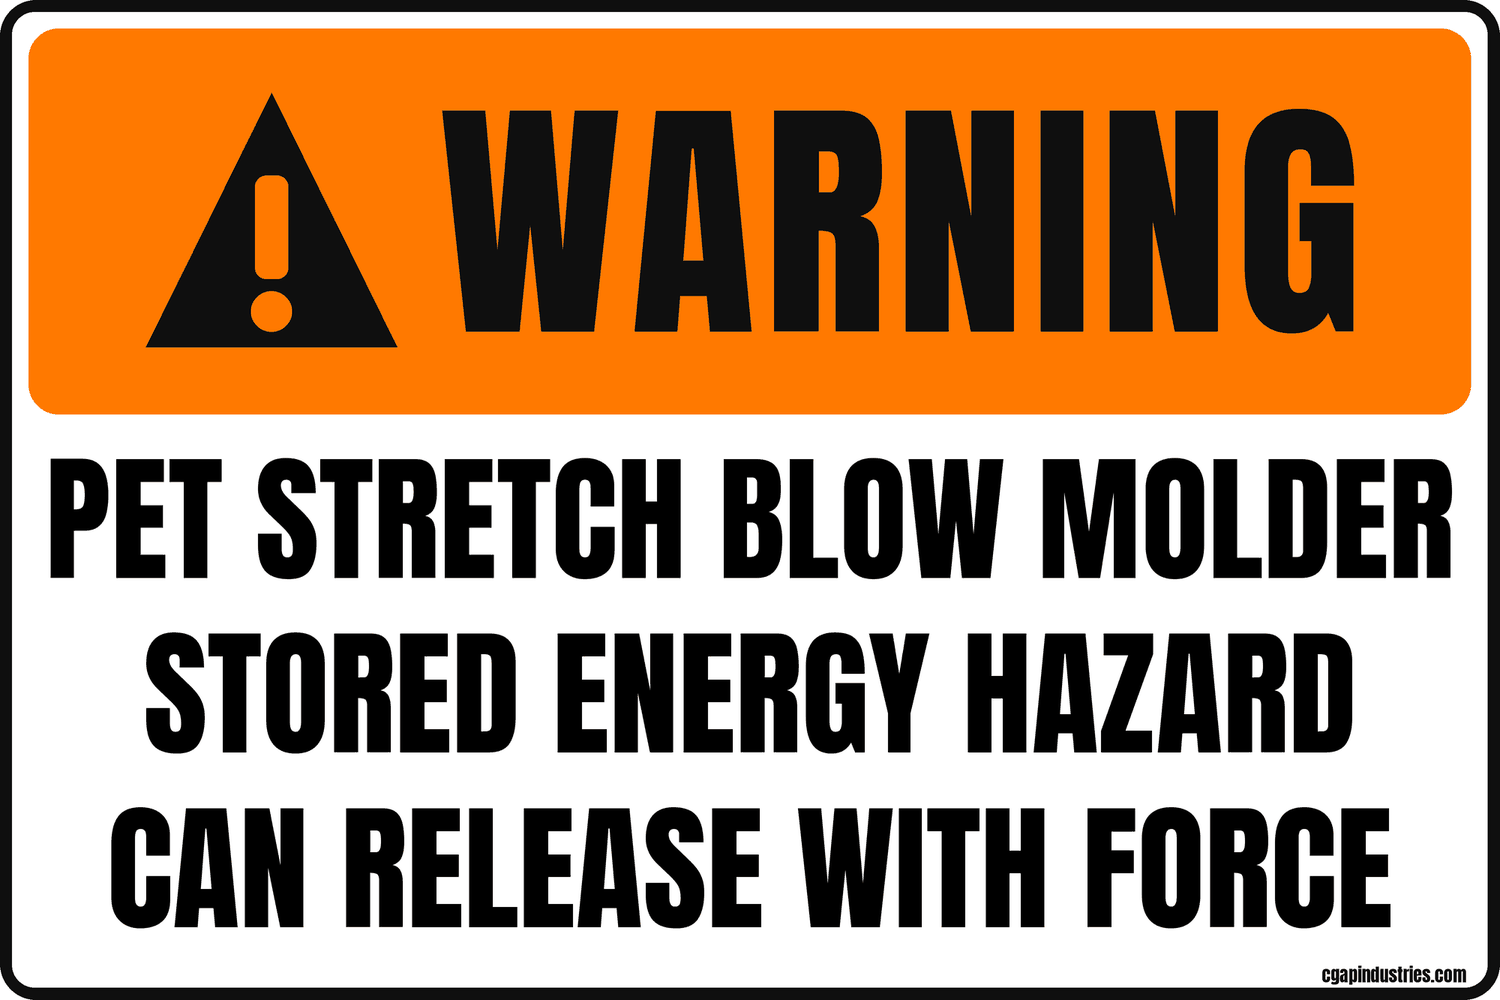 WARNING
PET STRETCH BLOW MOLDER
STORED ENERGY HAZARD
CAN RELEASE WITH FORCE
cgapindustries.com